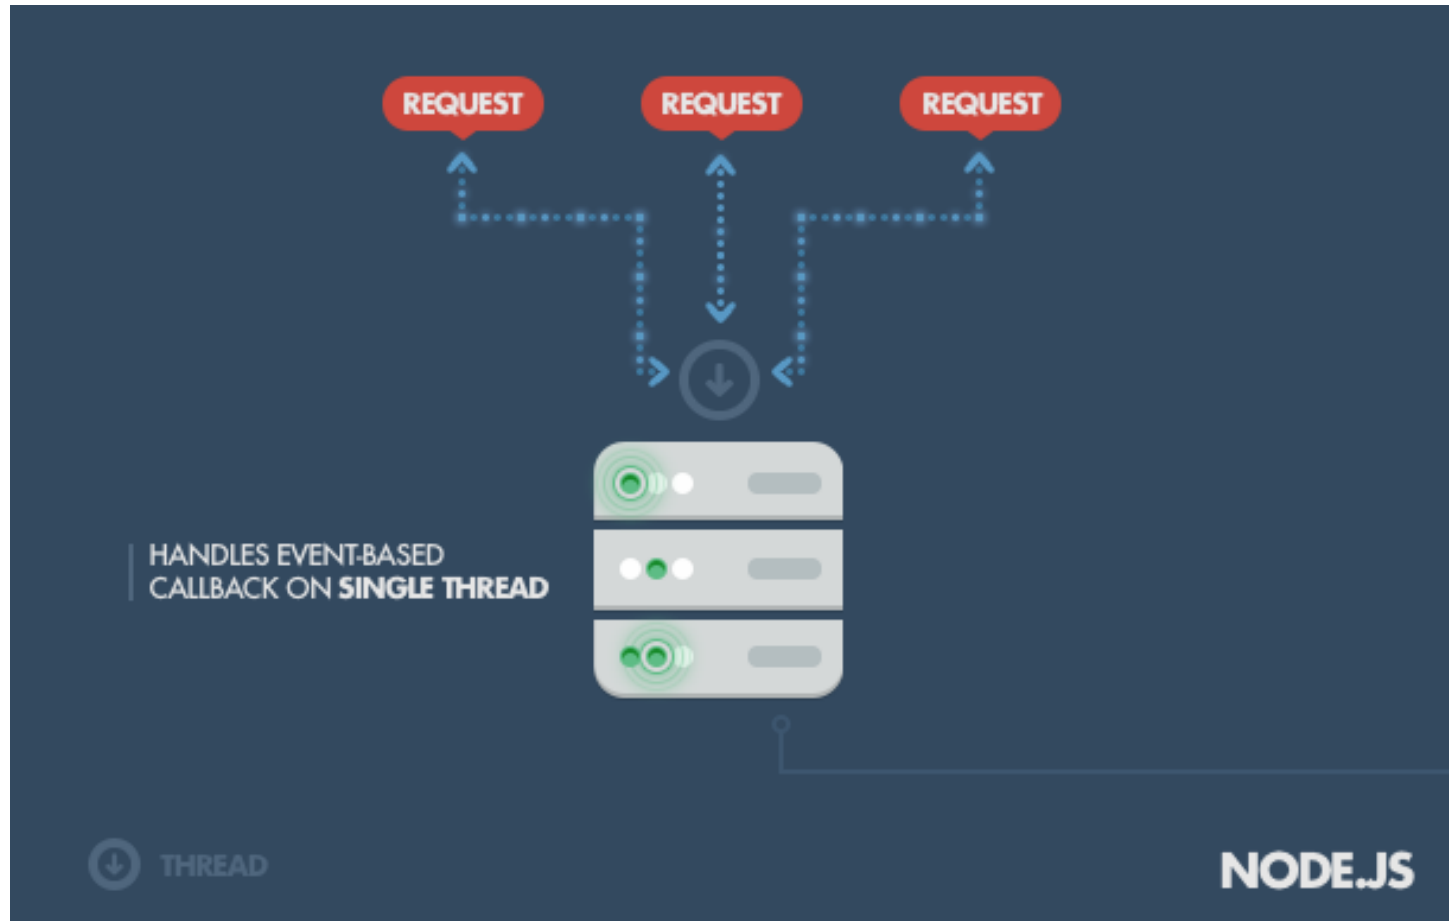 REQUEST
REQUEST
REQUEST
HANDLES EVENT-BASED
CALLBACK ON SINGLE THREAD
THREAD
NODE.JS